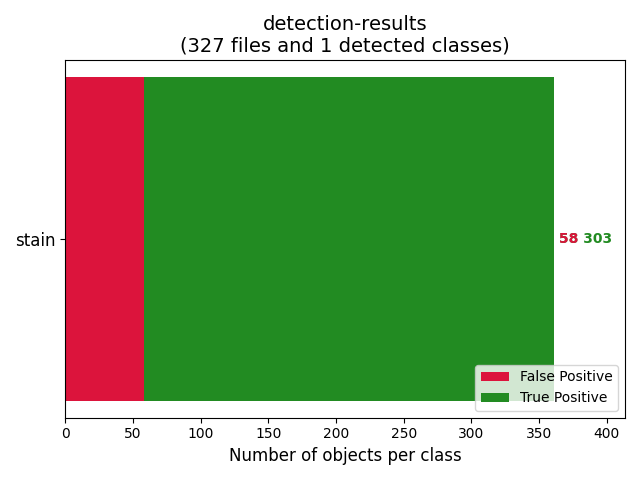 detection-results
(327 files and 1 detected classes)
stain
58 303
False Positive
True Positive
0 50 100 150 200 250 300 350 400
Number of objects per class